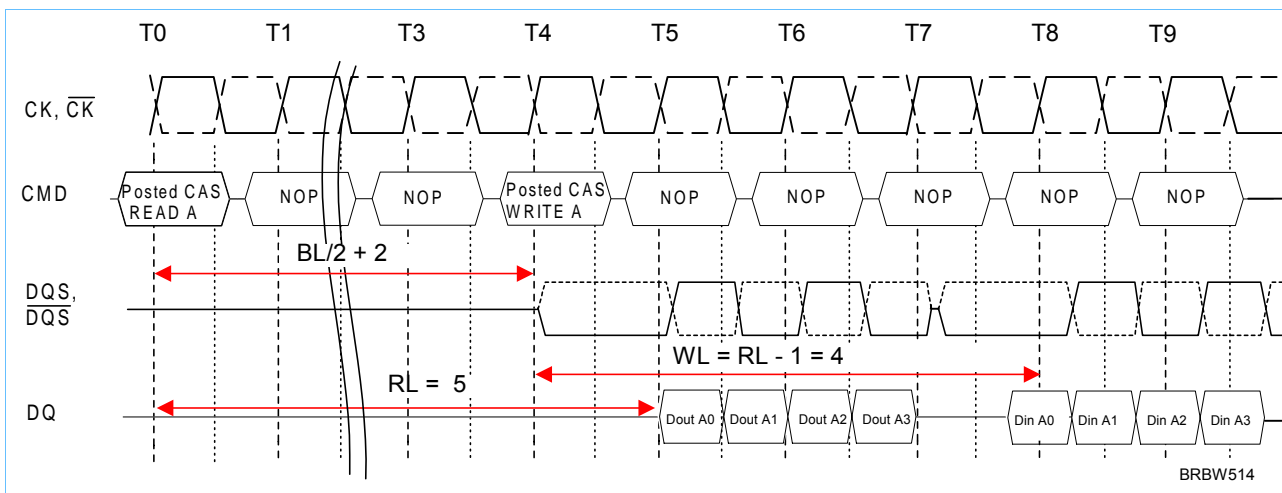 T0 T1 T3 T4 T5 T6 T7 T8 T9
CK, CK
CMD
Posted CAS
READ A
NOP
NOP
Posted CAS
WRITE A
NOP
NOP
NOP
NOP
NOP
BL/2 + 2
DQS,
DQS
WL = RL - 1 = 4
RL = 5
DQ
Dout A0 Dout A1 Dout A2 Dout A3 Din A0 Din A1 Din A2 Din A3
BRBW514